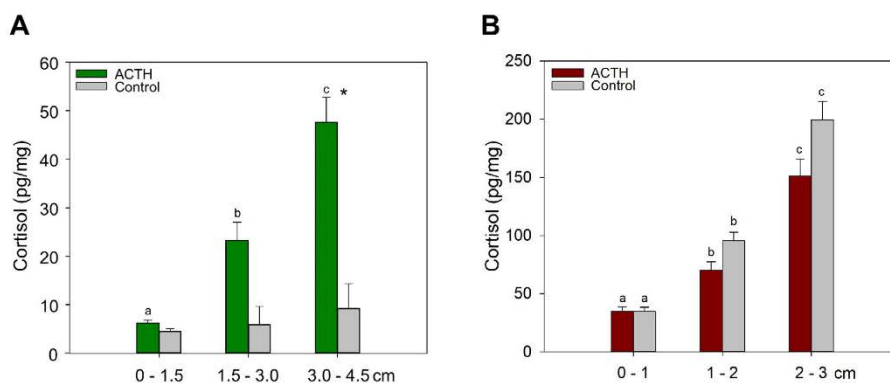 A
Cortisol (pg/mg)
60
50
40
30
20
10
0
ACTH
Control
a
b
c *
0 - 1.5
1.5 - 3.0
3.0 - 4.5 cm
B
Cortisol (pg/mg)
250
200
150
100
50
0
ACTH
Control
a a
b b
c c
0 - 1
1 - 2
2 - 3 cm